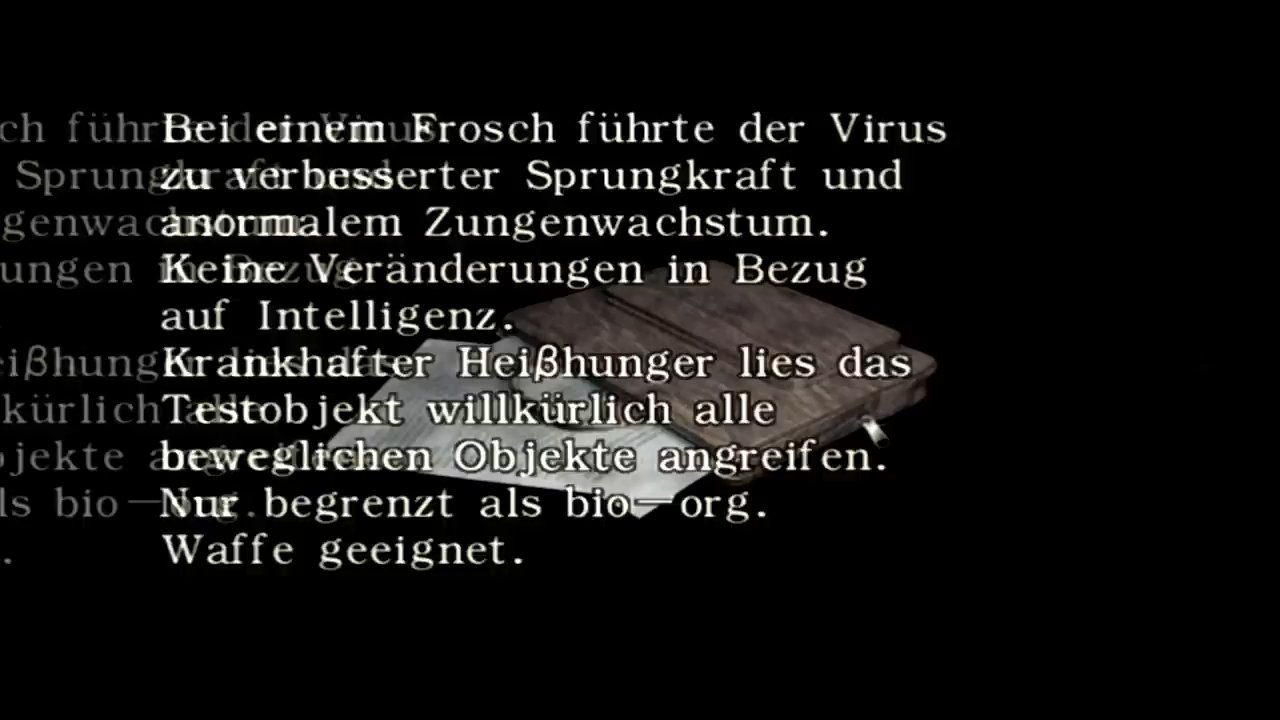 Bei einem Frosch führte der Virus
zu verbesserter Sprungkraft und
anormalem Zungenwachstum.
Keine Veränderungen in Bezug
auf Intelligenz.
Krankhafter Heißhunger lies das
Testobjekt willkürlich alle
beweglichen Objekte angreifen.
Nur begrenzt als bio—org.
Waffe geeignet.